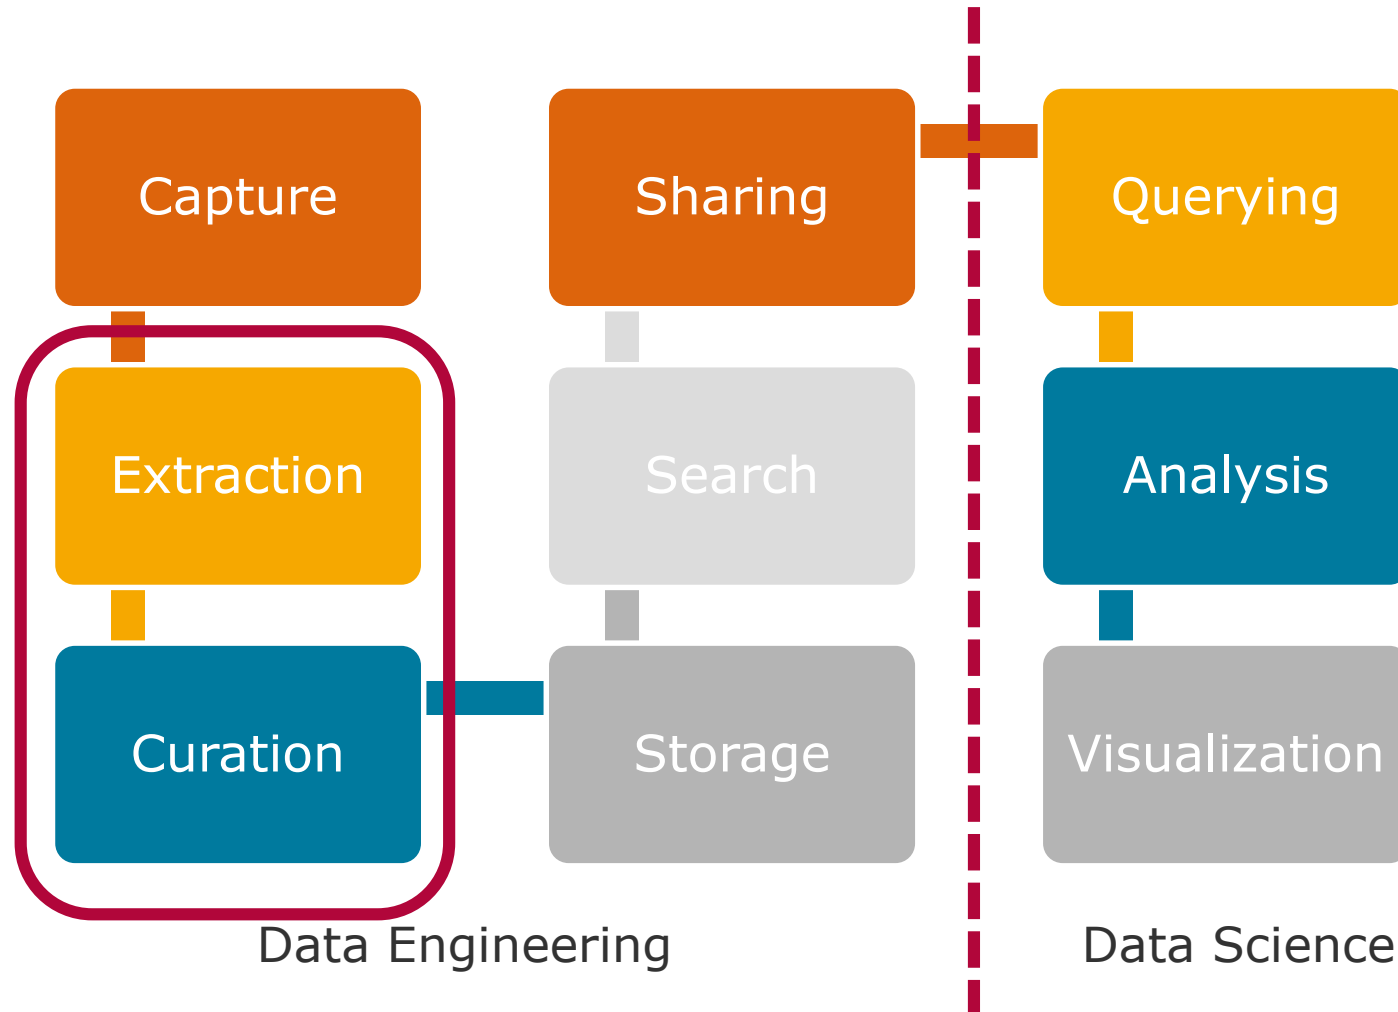 Capture
Extraction
Curation
Storage
Search
Sharing
Querying
Analysis
Visualization
Data Engineering
Data Science